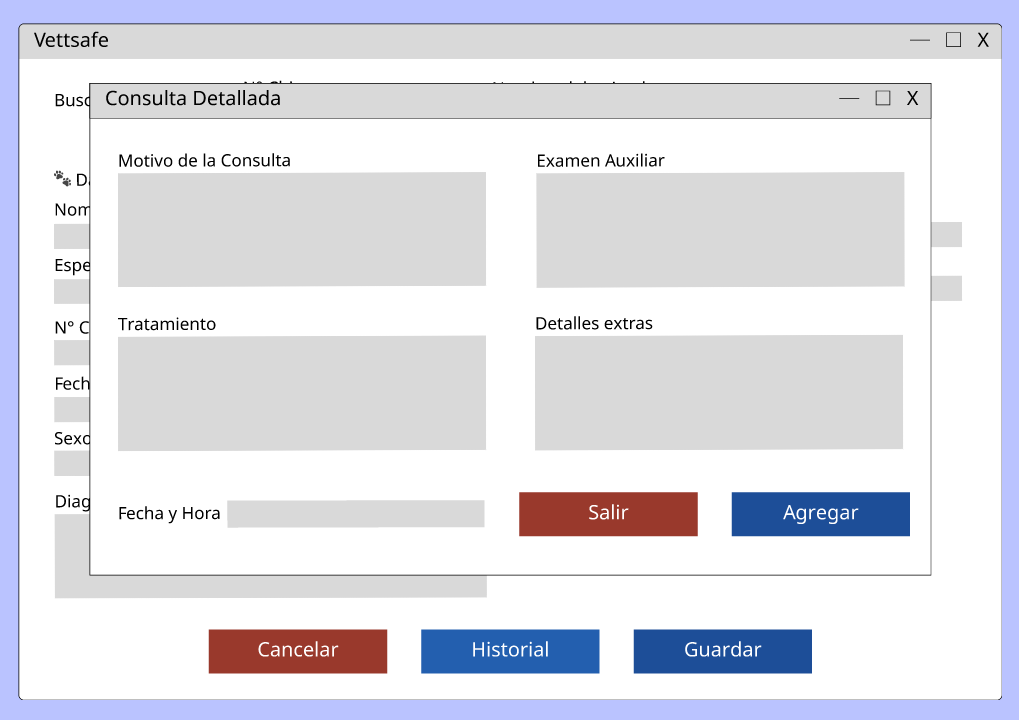 Vettsafe
X
Busc
Consulta Detallada
X
Motivo de la Consulta
Examen Auxiliar
Nom
Espe
Tratamiento
Detalles extras
N° C
Fech
Sexo
Diag
Fecha y Hora
Salir
Agregar
Cancelar
Historial
Guardar